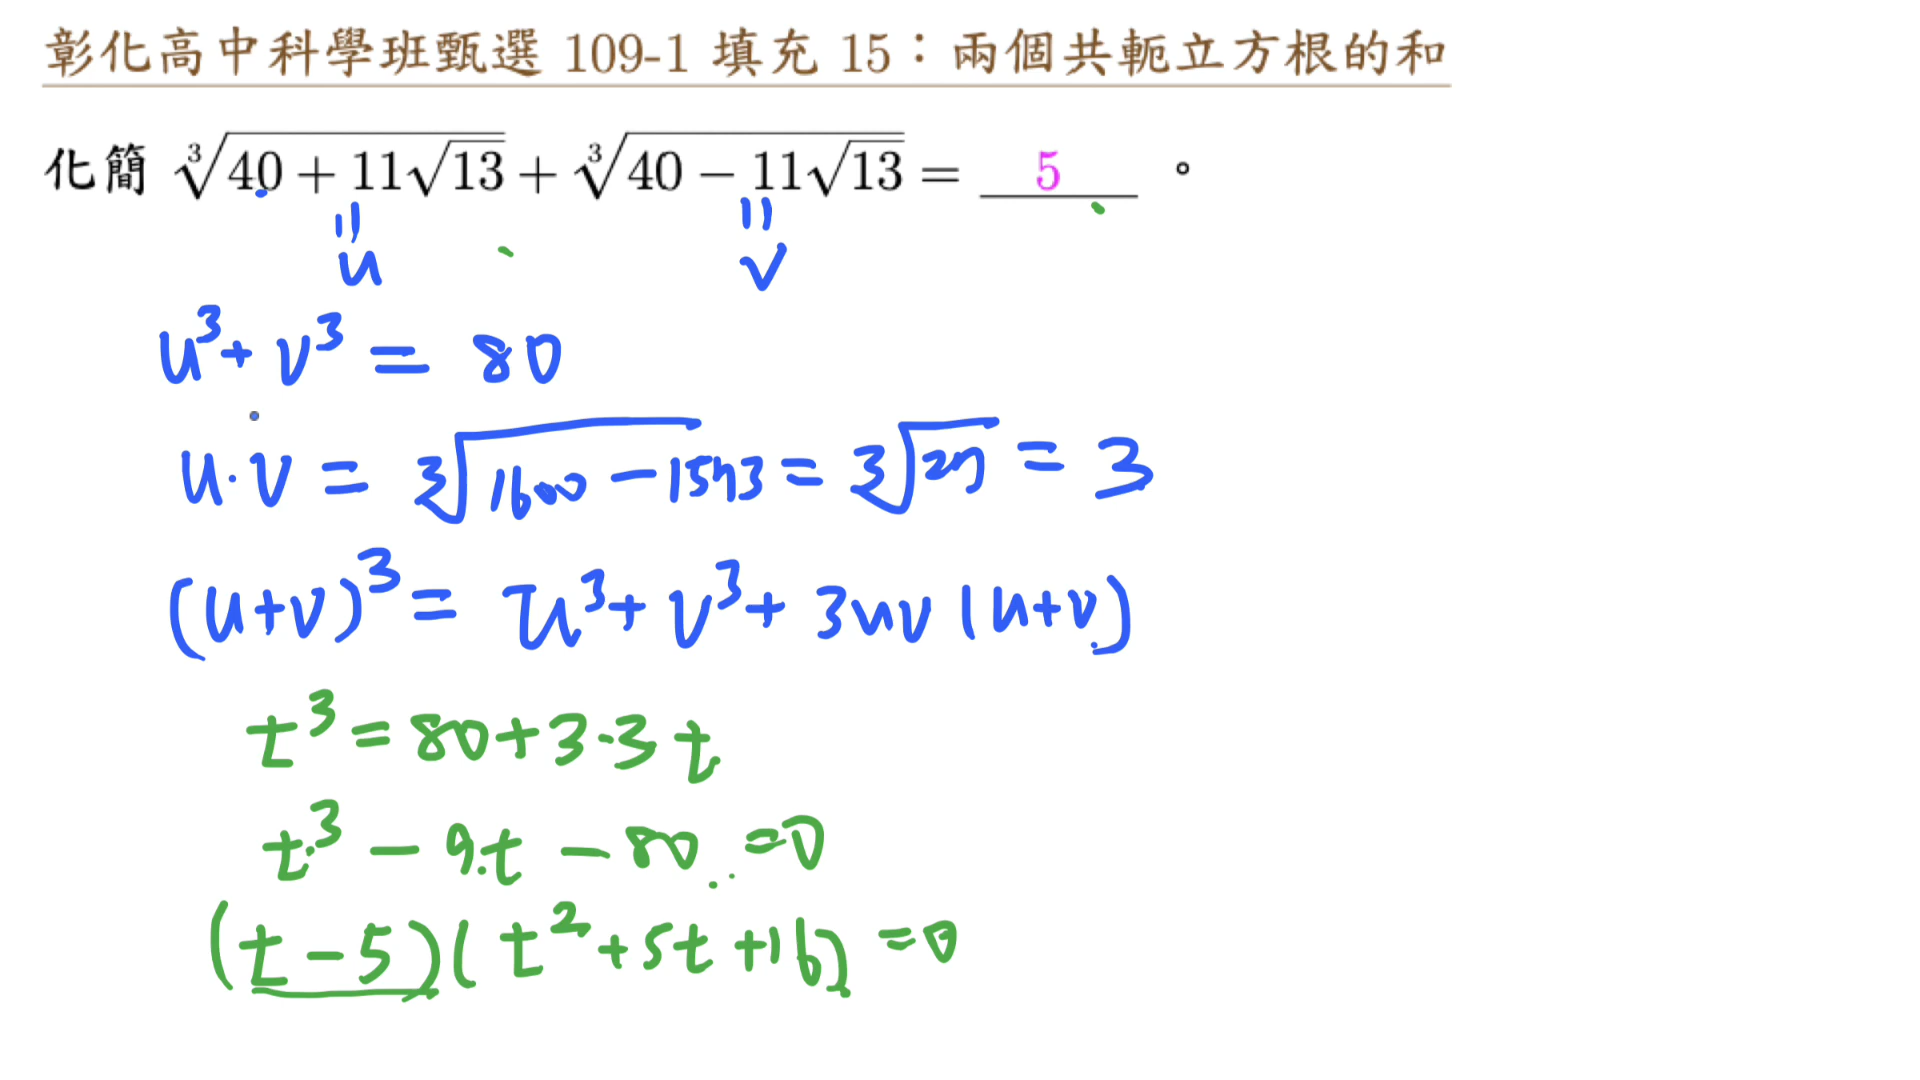 彰化高中科學班甄選 109-1 填充 15：兩個共軛立方根的和
化簡 ∛(40 + 11√13) + ∛(40 − 11√13) = 5 。
= u = v
u³ + v³ = 80
u · v = ∛(1600 − 1573) = ∛27 = 3
(u+v)³ = u³ + v³ + 3uv(u+v)
t³ = 80 + 3·3t
t³ − 9t − 80 = 0
(t − 5)(t² + 5t + 16) = 0